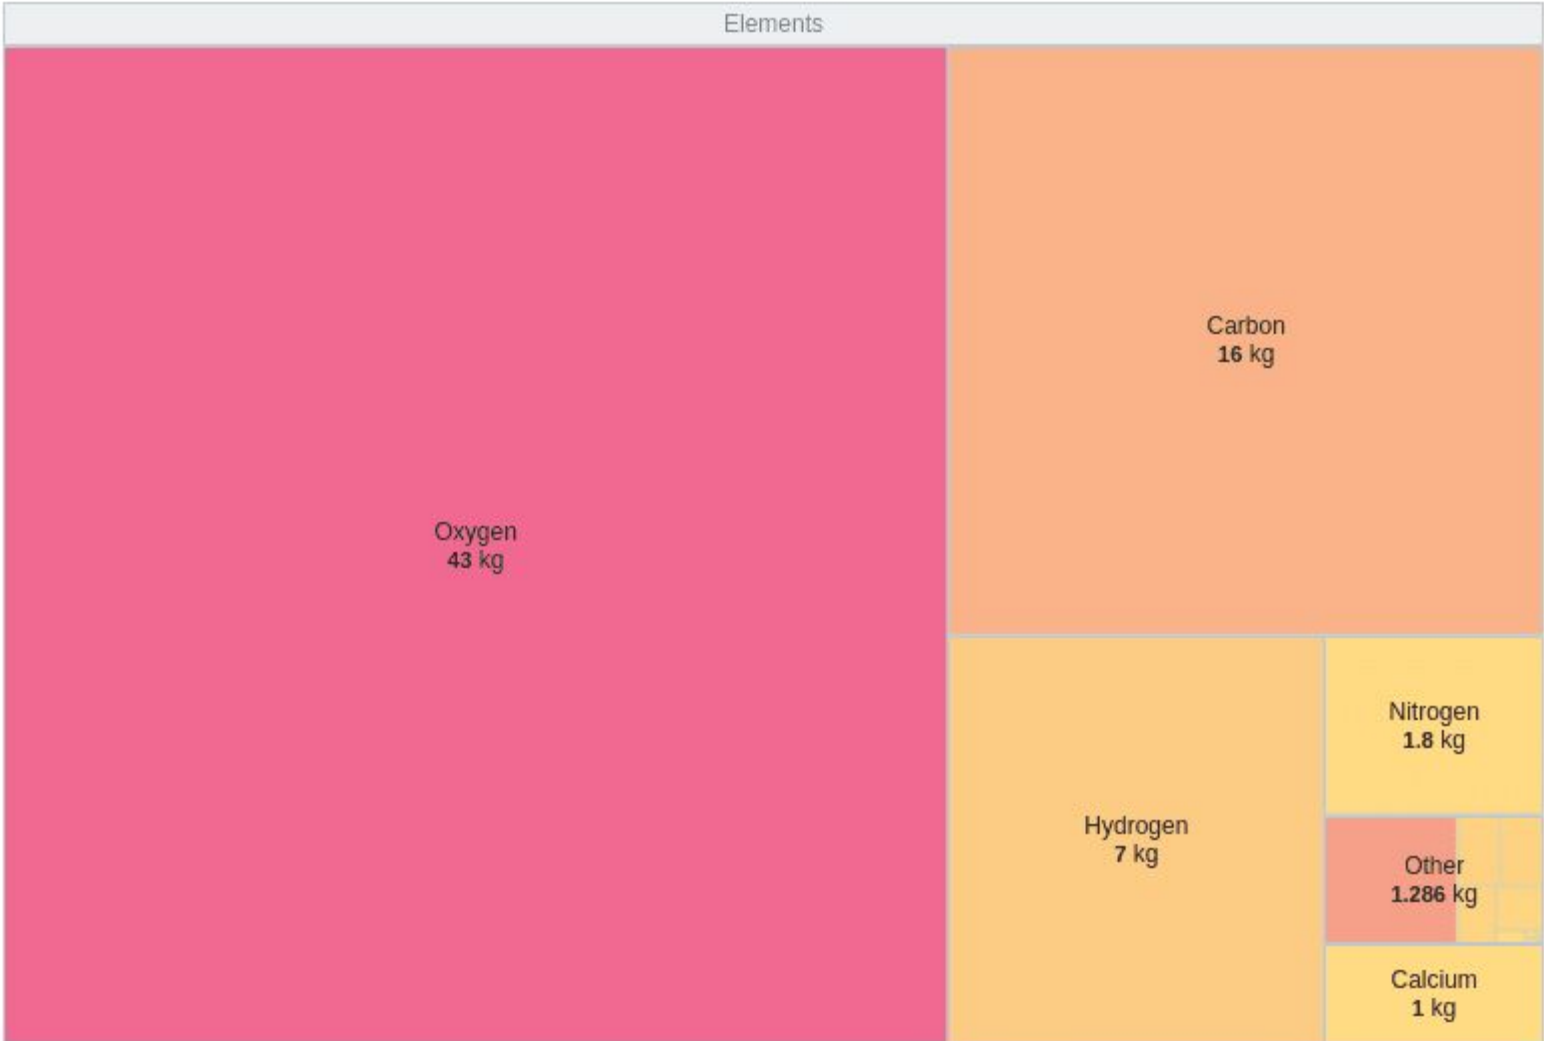 Elements
Oxygen
43 kg
Carbon
16 kg
Hydrogen
7 kg
Nitrogen
1.8 kg
Other
1.286 kg
Calcium
1 kg